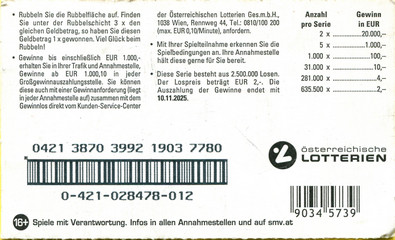 • Rubbeln Sie die Rubbelfläche auf. Finden
Sie unter der Rubbelschicht 3 x den
gleichen Geldbetrag, so haben Sie diesen
Geldbetrag 1 x gewonnen. Viel Glück beim
Rubbeln!
• Gewinne bis einschließlich EUR 1.000,-
erhalten Sie in Ihrer Trafik und Annahmestelle,
Gewinne ab EUR 1.000,10 in jeder
Großgewinnauszahlungsstelle. Sie können
diese auch mit einer Gewinnanforderung (liegt
in jeder Annahmestelle auf) zusammen mit dem
Gewinnlos direkt vom Kunden-Service-Center
der Österreichischen Lotterien Ges.m.b.H.,
1038 Wien, Rennweg 44, Tel.: 0810/100 200
(max. EUR 0,10/Minute), anfordern.
• Mit Ihrer Spielteilnahme erkennen Sie die
Spielbedingungen an. Ihre Annahmestelle
hält diese gerne für Sie bereit.
• Diese Serie besteht aus 2.500.000 Losen.
Der Lospreis beträgt EUR 2,-. Die
Auszahlung der Gewinne endet mit
10.11.2025.
Anzahl Gewinn
pro Serie in EUR
2 x 20.000,–
5 x 1.000,–
1.000 x 100,–
31.000 x 10,–
281.000 x 4,–
635.500 x 2,–
0421 3870 3992 1903 7780
0-421-028478-012
österreichische
LOTTERIEN
9034 5739
16+ Spiele mit Verantwortung. Infos in allen Annahmestellen und auf smv.at